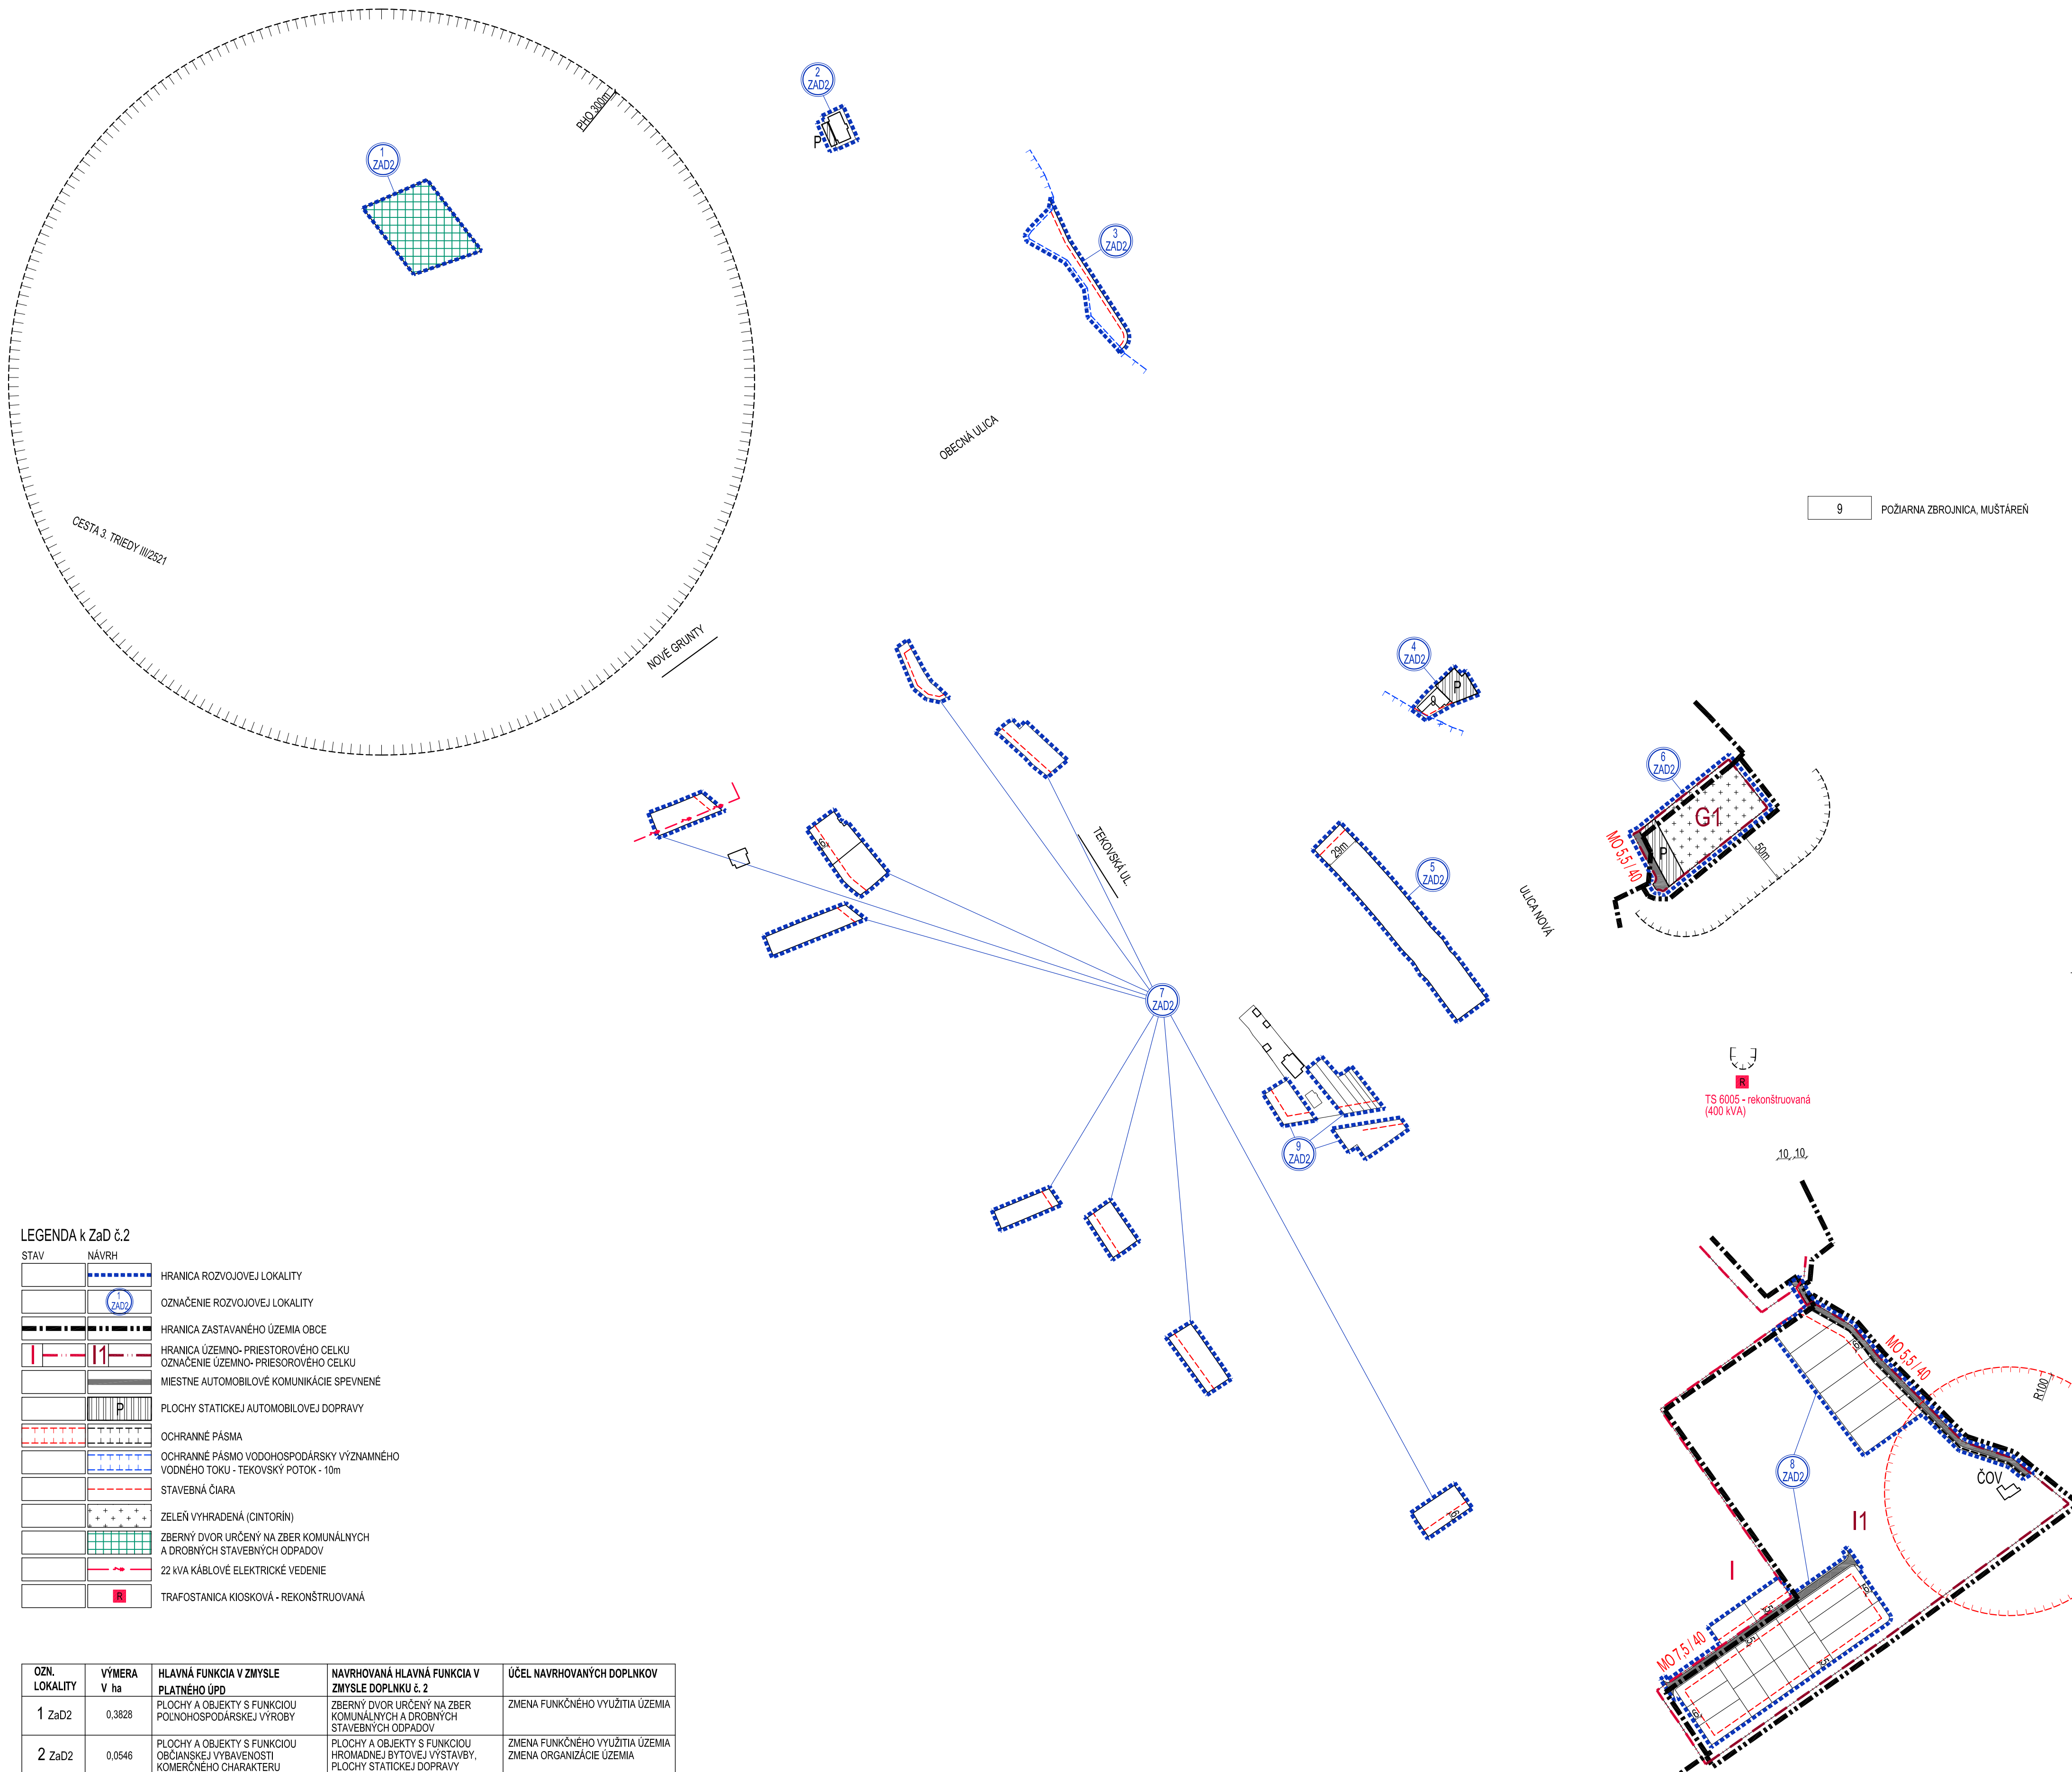 PHO 300m
1
ZAD2
2
ZAD2
P
3
ZAD2
OBECNÁ ULICA
CESTA 3. TRIEDY III/2521
9 POŽIARNA ZBROJNICA, MUŠTÁREŇ
NOVÉ GRUNTY
4
ZAD2
P
9
6
ZAD2
G1
P
MO 5,5 / 40
50m
TEKOVSKÁ UL.
29m
5
ZAD2
ULICA NOVÁ
7
ZAD2
R
TS 6005 - rekonštruovaná
(400 kVA)
9
ZAD2
10 10
MO 5,5 / 40
R100
8
ZAD2
ČOV
I1
I
MO 7,5 / 40
LEGENDA k ZaD č.2
STAV NÁVRH
HRANICA ROZVOJOVEJ LOKALITY
1
ZAD2
OZNAČENIE ROZVOJOVEJ LOKALITY
HRANICA ZASTAVANÉHO ÚZEMIA OBCE
I I1
HRANICA ÚZEMNO- PRIESTOROVÉHO CELKU
OZNAČENIE ÚZEMNO- PRIESOROVÉHO CELKU
MIESTNE AUTOMOBILOVÉ KOMUNIKÁCIE SPEVNENÉ
P PLOCHY STATICKEJ AUTOMOBILOVEJ DOPRAVY
OCHRANNÉ PÁSMA
OCHRANNÉ PÁSMO VODOHOSPODÁRSKY VÝZNAMNÉHO
VODNÉHO TOKU - TEKOVSKÝ POTOK - 10m
STAVEBNÁ ČIARA
ZELEŇ VYHRADENÁ (CINTORÍN)
ZBERNÝ DVOR URČENÝ NA ZBER KOMUNÁLNYCH
A DROBNÝCH STAVEBNÝCH ODPADOV
22 kVA KÁBLOVÉ ELEKTRICKÉ VEDENIE
R TRAFOSTANICA KIOSKOVÁ - REKONŠTRUOVANÁ
OZN.
LOKALITY
VÝMERA
V ha
HLAVNÁ FUNKCIA V ZMYSLE
PLATNÉHO ÚPD
NAVRHOVANÁ HLAVNÁ FUNKCIA V
ZMYSLE DOPLNKU č. 2
ÚČEL NAVRHOVANÝCH DOPLNKOV
1 ZaD2
0,3828
PLOCHY A OBJEKTY S FUNKCIOU
POĽNOHOSPODÁRSKEJ VÝROBY
ZBERNÝ DVOR URČENÝ NA ZBER
KOMUNÁLNYCH A DROBNÝCH
STAVEBNÝCH ODPADOV
ZMENA FUNKČNÉHO VYUŽITIA ÚZEMIA
2 ZaD2
0,0546
PLOCHY A OBJEKTY S FUNKCIOU
OBČIANSKEJ VYBAVENOSTI
KOMERČNÉHO CHARAKTERU
PLOCHY A OBJEKTY S FUNKCIOU
HROMADNEJ BYTOVEJ VÝSTAVBY,
PLOCHY STATICKEJ DOPRAVY
ZMENA FUNKČNÉHO VYUŽITIA ÚZEMIA
ZMENA ORGANIZÁCIE ÚZEMIA